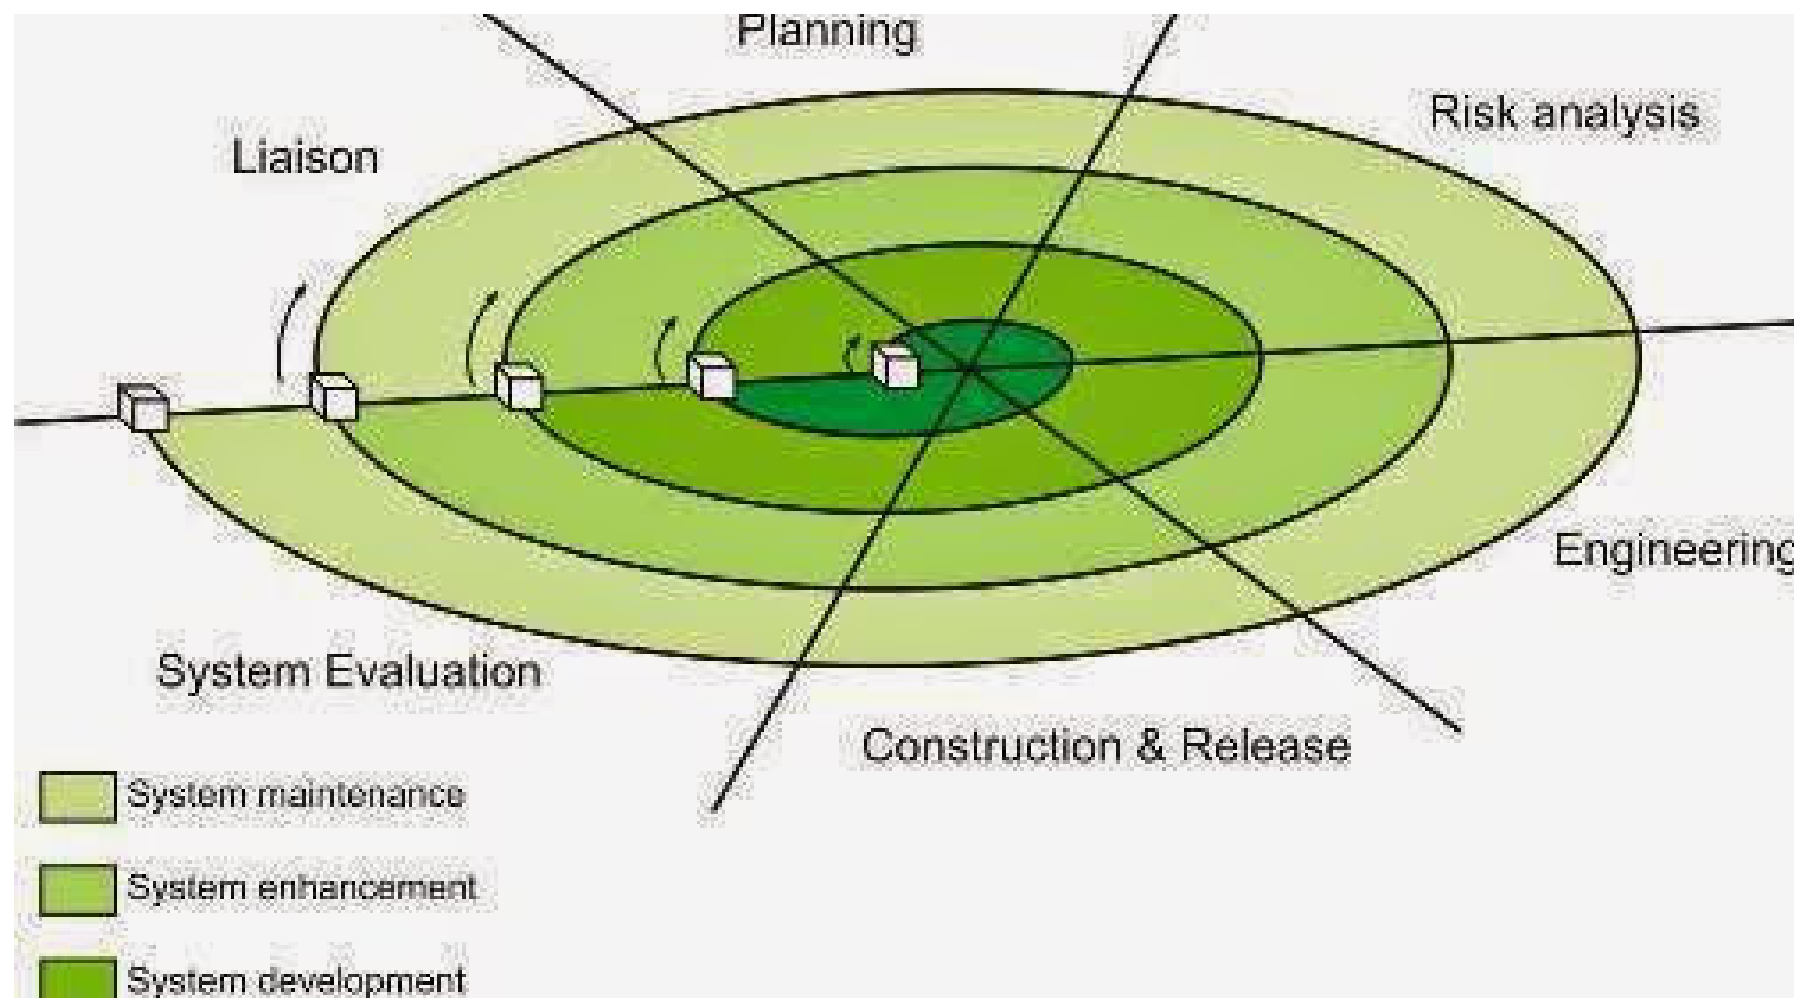 Planning
Risk analysis
Liaison
Engineering
System Evaluation
Construction & Release
System maintenance
System enhancement
System development